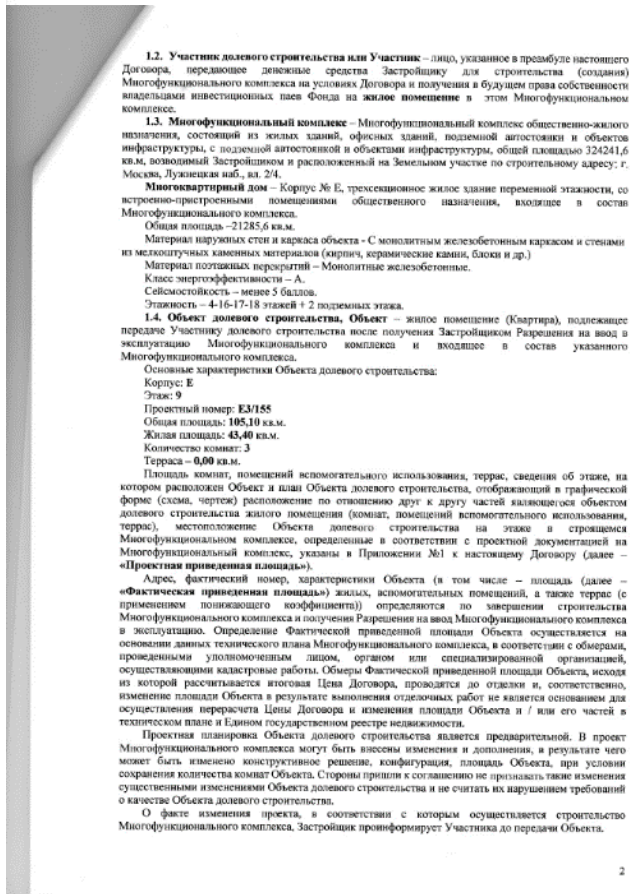 1.2. Участник долевого строительства или Участник – лицо, указанное в преамбуле настоящего
Договора, передающее денежные средства Застройщику для строительства (создания)
Многофункционального комплекса на условиях Договора и получения в будущем права собственности
владельцами инвестиционных паев Фонда на жилое помещение в этом Многофункциональном
комплексе.
1.3. Многофункциональный комплекс – Многофункциональный комплекс общественно-жилого
назначения, состоящий из жилых зданий, офисных зданий, подземной автостоянки и объектов
инфраструктуры, с подземной автостоянкой и объектами инфраструктуры, общей площадью 324241,6
кв.м, возводимый Застройщиком и расположенный на Земельном участке по строительному адресу: г.
Москва, Лужнецкая наб., вл. 2/4.
Многоквартирный дом – Корпус № Е, трехсекционное жилое здание переменной этажности, со
встроенно-пристроенными помещениями общественного назначения, входящее в состав
Многофункционального комплекса.
Общая площадь –21285,6 кв.м.
Материал наружных стен и каркаса объекта - С монолитным железобетонным каркасом и стенами
из мелкоштучных каменных материалов (кирпич, керамические камни, блоки и др.)
Материал поэтажных перекрытий – Монолитные железобетонные.
Класс энергоэффективности – А.
Сейсмостойкость – менее 5 баллов.
Этажность – 4-16-17-18 этажей + 2 подземных этажа.
1.4. Объект долевого строительства, Объект – жилое помещение (Квартира), подлежащее
передаче Участнику долевого строительства после получения Застройщиком Разрешения на ввод в
эксплуатацию Многофункционального комплекса и входящее в состав указанного
Многофункционального комплекса.
Основные характеристики Объекта долевого строительства:
Корпус: Е
Этаж: 9
Проектный номер: Е3/155
Общая площадь: 105,10 кв.м.
Жилая площадь: 43,40 кв.м.
Количество комнат: 3
Терраса – 0,00 кв.м.
Площадь комнат, помещений вспомогательного использования, террас, сведения об этаже, на
котором расположен Объект и план Объекта долевого строительства, отображающий в графической
форме (схема, чертеж) расположение по отношению друг к другу частей являющегося объектом
долевого строительства жилого помещения (комнат, помещений вспомогательного использования,
террас), местоположение Объекта долевого строительства на этаже в строящемся
Многофункциональном комплексе, определенные в соответствии с проектной документацией на
Многофункциональный комплекс, указаны в Приложении №1 к настоящему Договору (далее –
«Проектная приведенная площадь»).
Адрес, фактический номер, характеристики Объекта (в том числе – площадь (далее –
«Фактическая приведенная площадь») жилых, вспомогательных помещений, а также террас (с
применением понижающего коэффициента)) определяются по завершении строительства
Многофункционального комплекса и получения Разрешения на ввод Многофункционального комплекса
в эксплуатацию. Определение Фактической приведенной площади Объекта осуществляется на
основании данных технического плана Многофункционального комплекса, в соответствии с обмерами,
проведенными уполномоченным лицом, органом или специализированной организацией,
осуществляющими кадастровые работы. Обмеры Фактической приведенной площади Объекта, исходя
из которой рассчитывается итоговая Цена Договора, проводятся до отделки и, соответственно,
изменение площади Объекта в результате выполнения отделочных работ не является основанием для
осуществления перерасчета Цены Договора и изменения площади Объекта и / или его частей в
техническом плане и Едином государственном реестре недвижимости.
Проектная планировка Объекта долевого строительства является предварительной. В проект
Многофункционального комплекса могут быть внесены изменения и дополнения, в результате чего
может быть изменено конструктивное решение, конфигурация, площадь Объекта, при условии
сохранения количества комнат Объекта. Стороны пришли к соглашению не признавать такие изменения
существенными изменениями Объекта долевого строительства и не считать их нарушением требований
о качестве Объекта долевого строительства.
О факте изменения проекта, в соответствии с которым осуществляется строительство
Многофункционального комплекса, Застройщик проинформирует Участника до передачи Объекта.
2